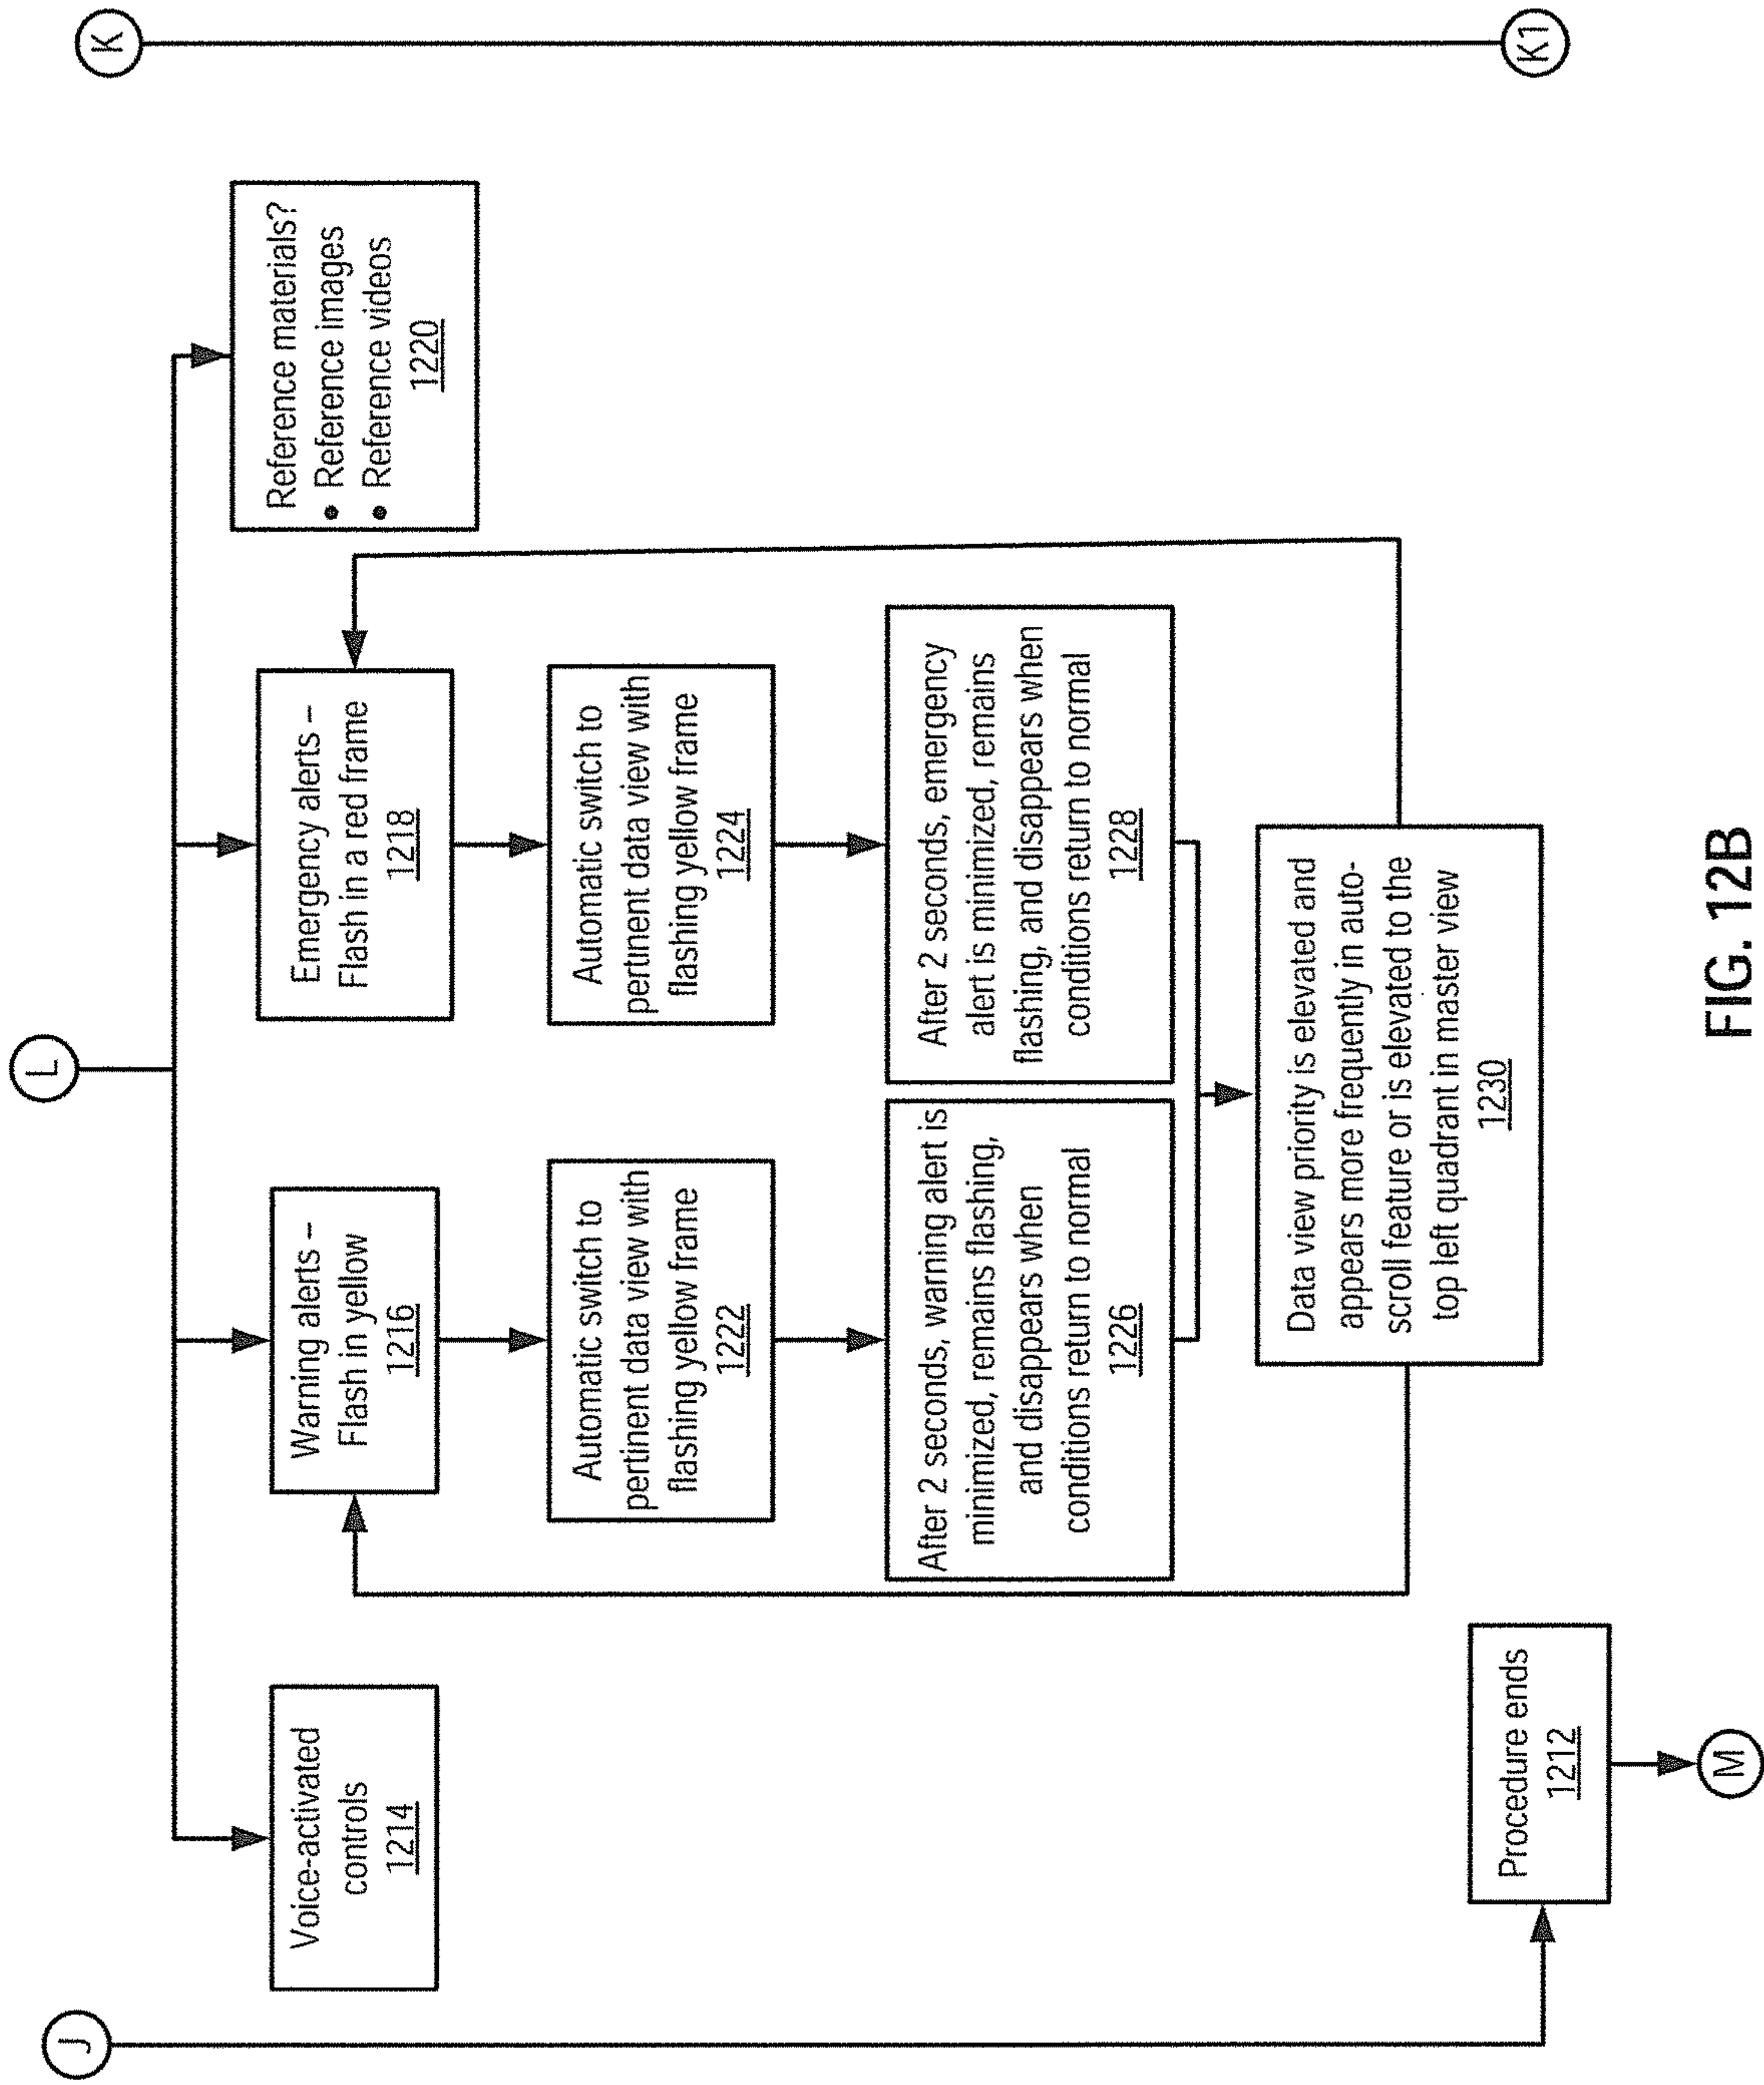 J
L
K
Voice-activated
controls
1214
Warning alerts –
Flash in yellow
1216
Emergency alerts –
Flash in a red frame
1218
Reference materials?
• Reference images
• Reference videos
1220
Automatic switch to
pertinent data view with
flashing yellow frame
1222
Automatic switch to
pertinent data view with
flashing yellow frame
1224
After 2 seconds, warning alert is
minimized, remains flashing,
and disappears when
conditions return to normal
1226
After 2 seconds, emergency
alert is minimized, remains
flashing, and disappears when
conditions return to normal
1228
Data view priority is elevated and
appears more frequently in auto-
scroll feature or is elevated to the
top left quadrant in master view
1230
Procedure ends
1212
M
K1
FIG. 12B